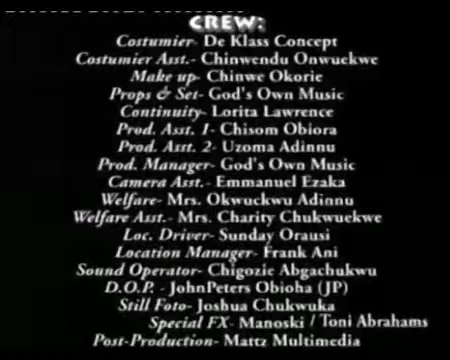 CREW:
Costumier- De Klass Concept
Costumier Asst.- Chinwendu Onwuekwe
Make up- Chinwe Okorie
Props & Set- God's Own Music
Continuity- Lorita Lawrence
Prod. Asst. 1- Chisom Obiora
Prod. Asst. 2- Uzoma Adinnu
Prod. Manager- God's Own Music
Camera Asst.- Emmanuel Ezaka
Welfare- Mrs. Okwuckwu Adinnu
Welfare Asst.- Mrs. Charity Chukwuekwe
Loc. Driver- Sunday Orausi
Location Manager- Frank Ani
Sound Operator- Chigozie Abgachukwu
D.O.P. - JohnPeters Obioha (JP)
Still Foto- Joshua Chukwuka
Special FX- Manoski / Toni Abrahams
Post-Production- Mattz Multimedia